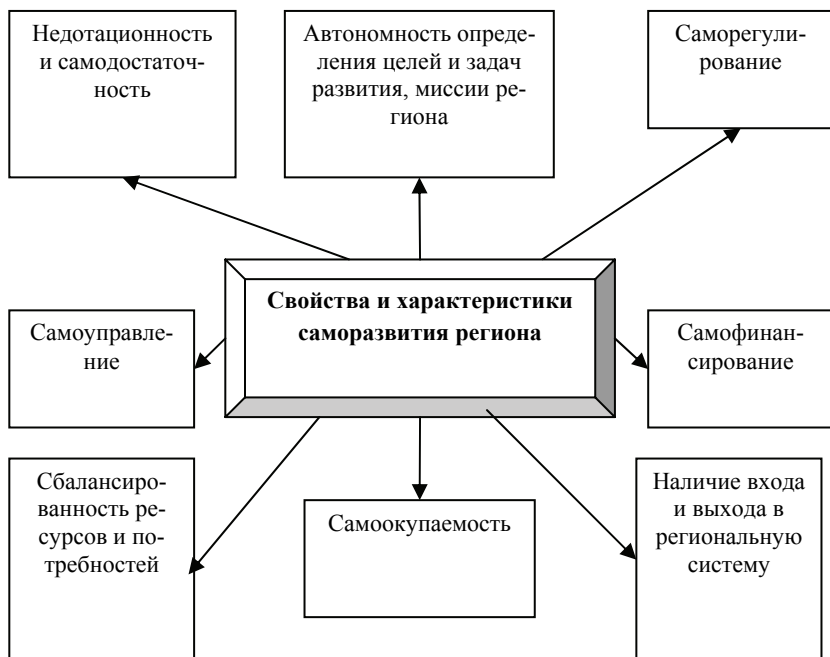 Недотационность
и самодостаточ-
ность
Автономность опреде-
ления целей и задач
развития, миссии ре-
гиона
Саморегули-
рование
Свойства и характеристики
саморазвития региона
Самоуправле-
ние
Самофинан-
сирование
Сбалансиро-
ванность ре-
сурсов и по-
требностей
Самоокупаемость
Наличие входа
и выхода в
региональную
систему